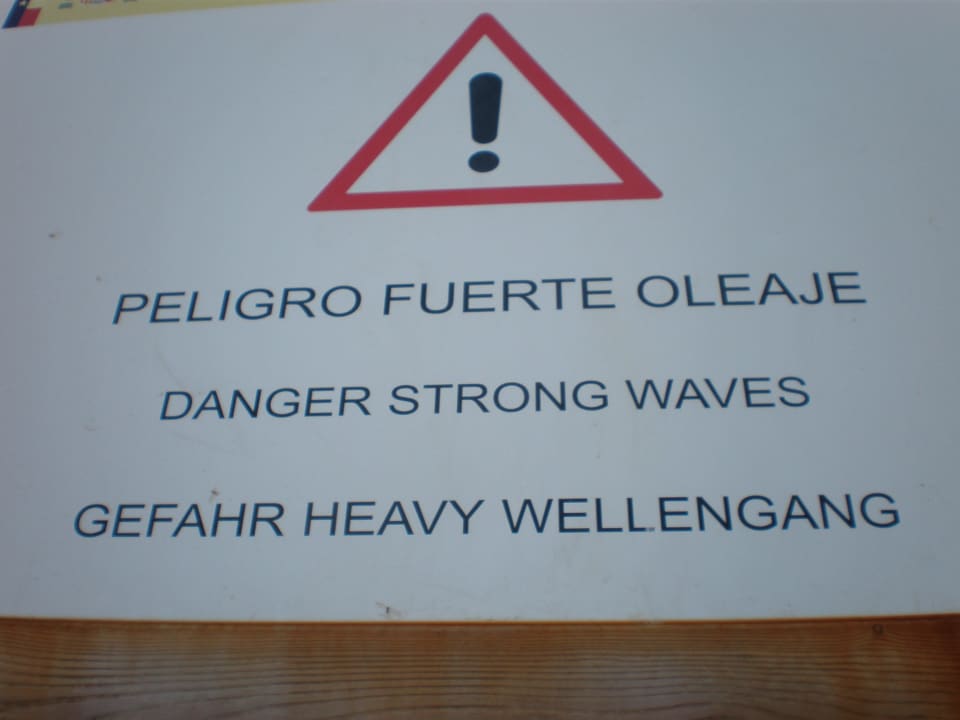 PELIGRO FUERTE OLEAJE
DANGER STRONG WAVES
GEFAHR HEAVY WELLENGANG